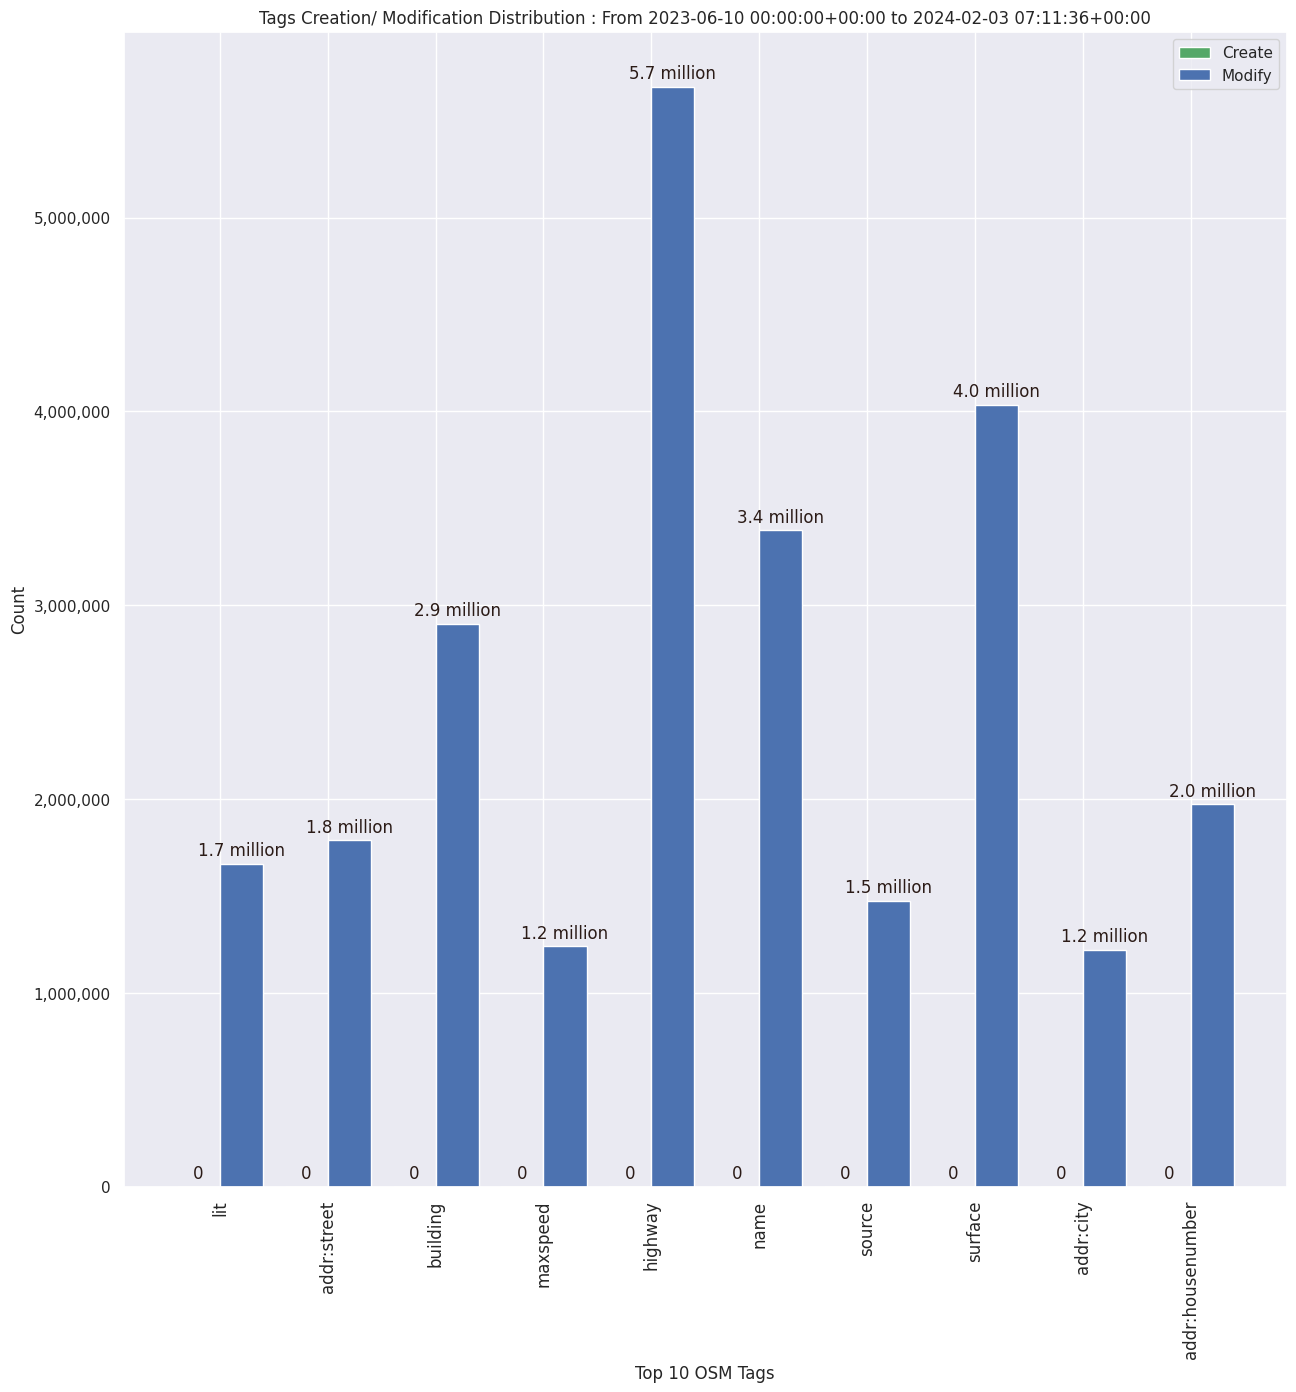 Tags Creation/ Modification Distribution : From 2023-06-10 00:00:00+00:00 to 2024-02-03 07:11:36+00:00
Create
Modify
5.7 million
5,000,000
4.0 million
4,000,000
3.4 million
2.9 million
3,000,000
Count
2.0 million
2,000,000
1.8 million
1.7 million
1.5 million
1.2 million
1.2 million
1,000,000
0 0 0 0 0 0 0 0 0 0
0
lit
addr:street
building
maxspeed
highway
name
source
surface
addr:city
addr:housenumber
Top 10 OSM Tags